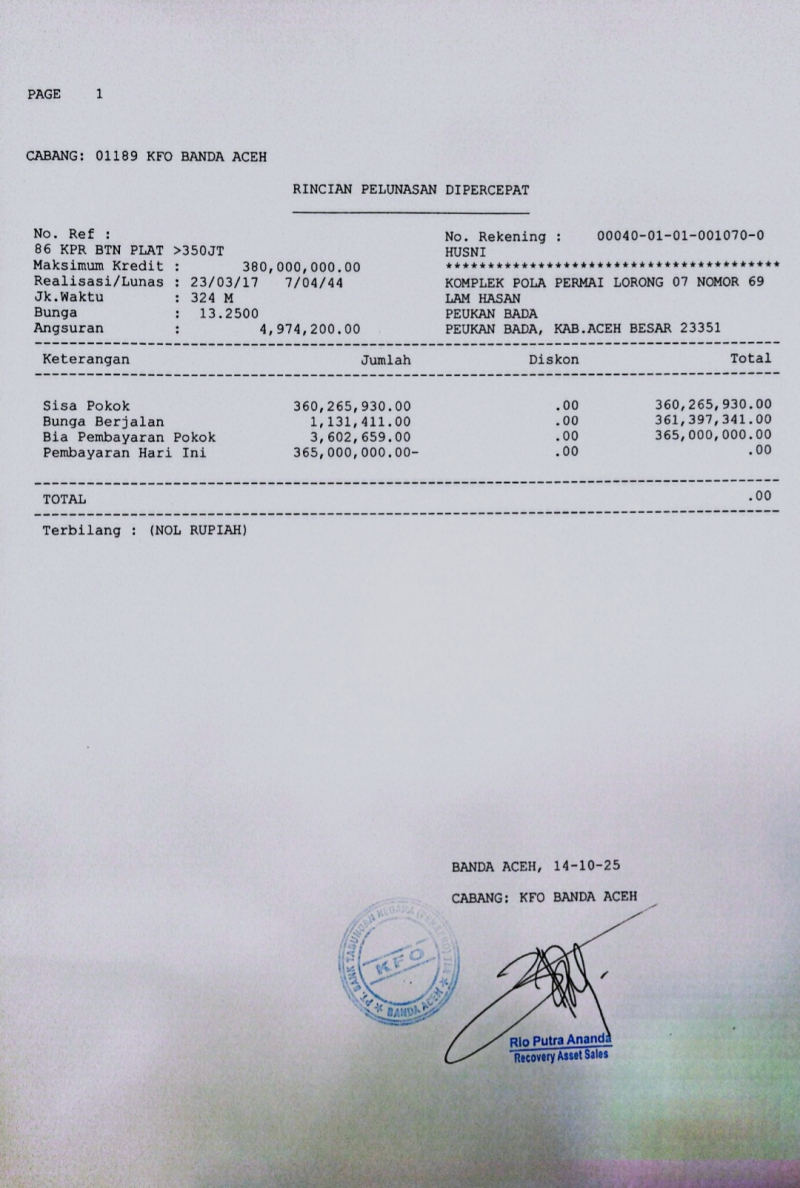 PAGE 1
CABANG: 01189 KFO BANDA ACEH
RINCIAN PELUNASAN DIPERCEPAT
No. Ref :
86 KPR BTN PLAT >350JT
Maksimum Kredit : 380,000,000.00
Realisasi/Lunas : 23/03/17 7/04/44
Jk.Waktu : 324 M
Bunga : 13.2500
Angsuran : 4,974,200.00
No. Rekening : 00040-01-01-001070-0
HUSNI
****************************************
KOMPLEK POLA PERMAI LORONG 07 NOMOR 69
LAM HASAN
PEUKAN BADA
PEUKAN BADA, KAB.ACEH BESAR 23351
Keterangan Jumlah Diskon Total
Sisa Pokok 360,265,930.00 .00 360,265,930.00
Bunga Berjalan 1,131,411.00 .00 361,397,341.00
Bia Pembayaran Pokok 3,602,659.00 .00 365,000,000.00
Pembayaran Hari Ini 365,000,000.00- .00 .00
TOTAL .00
Terbilang : (NOL RUPIAH)
BANDA ACEH, 14-10-25
CABANG: KFO BANDA ACEH
PT. BANK TABUNGAN NEGARA
KFO
BANDA ACEH
Rio Putra Ananda
Recovery Asset Sales